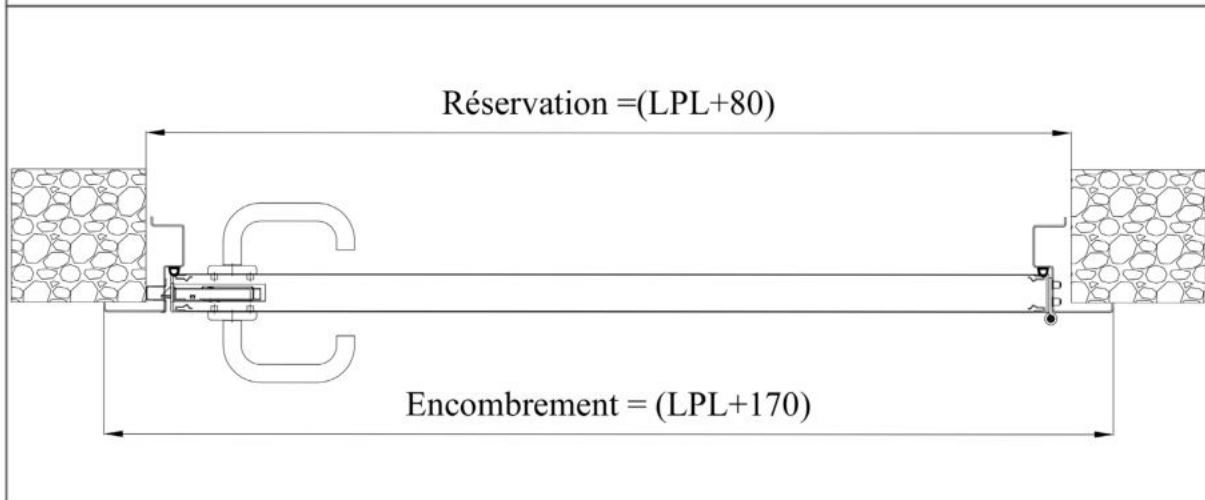 Réservation =(LPL+80)
Encombrement = (LPL+170)